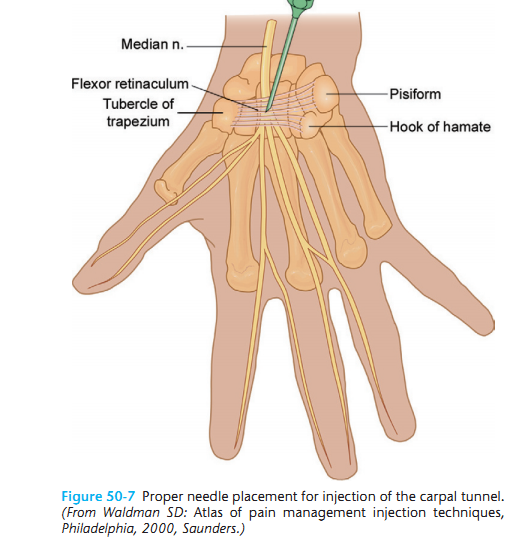 Median n.
Flexor retinaculum
Tubercle of
trapezium
Pisiform
Hook of hamate
Figure 50-7 Proper needle placement for injection of the carpal tunnel.
(From Waldman SD: Atlas of pain management injection techniques,
Philadelphia, 2000, Saunders.)